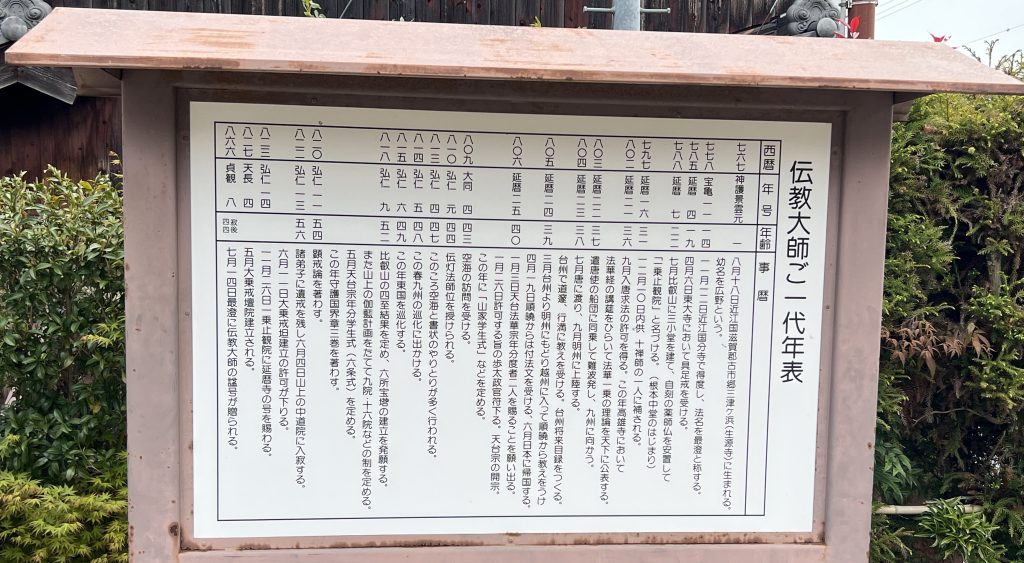 伝教大師ご一代年表
西暦 年号 年齢 事暦
七六七 神護景雲元 一 八月十八近江国滋賀郡古市郷三津ヶ浜（生源寺）に生まれる。
幼名を広野という。
七七八 宝亀一一 一四 一一月一二日近江国分寺で得度し、法名を最澄と称する。
七八五 延暦 四 一九 四月六日東大寺において具足戒を受ける。
七八八 延暦 七 二二 七月比叡山に三小堂を建て、自刻の薬師仏を安置して
「一乗止観院」と名づける。（根本中堂のはじまり）
七九七 延暦一六 三一 一二月一〇日内供 十禅師の一人に補される。
八〇二 延暦二一 三六 九月入唐求法の許可を得る。この年高雄寺において
法華経の講筵をひらいて法華一乗の理論を天下に公表する。
八〇三 延暦二二 三七 遣唐使の船団に同乗して難波発し、九州に向かう。
八〇四 延暦二三 三八 七月唐に渡り、九月明州に上陸する。
台州で道邃、行満に教えを受ける。台州将来目録をつくる。
八〇五 延暦二四 三九 三月台州より明州にもどり越州に入って順暁から教えをうけ
四月一九日順暁からは付法文を受ける、六月日本に帰国する。
八〇六 延暦二五 四〇 一月三日天台法華宗年分度者二人を賜ることを願い出る。
一月二六日許可する旨の歩太政官符下る。天台宗の開宗。
この年に「山家学生式」などを定める。
八〇九 大同 四 四三 空海の訪問を受ける。
八一〇 弘仁 元 四四 伝灯法師位を授けられる。
八一三 弘仁 四 四七 このころ空海と書状のやりとりが多く行われる。
八一四 弘仁 五 四八 この春九州の巡化に出かける。
八一五 弘仁 六 四九 この年東国を巡化する。
八一八 弘仁 九 五二 比叡山の四至結界を定め、六所宝塔の建立を発願する。
また山上の伽藍計画をたてて九院・十六院などの制を定める。
五月天台宗年分学生式（六条式）を定める。
この年守護国界章三巻を著わす。
八二〇 弘仁一一 五四 顕戒論を著わす。
八二二 弘仁一三 五六 諸弟子に遺戒を残し六月四日山上の中道院に入寂する。
六月一一日大乗戒坦建立の許可が下りる。
八二三 弘仁一四 一一月二六日一乗止観院に延暦寺の号を賜わる。
八二七 天長 四 五月大乗戒壇院建立される。
八六六 貞観 八 寂後四四 七月一四日最澄に伝教大師の諡号が贈られる。